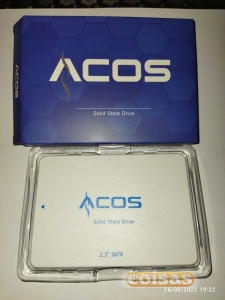 ACOS
Solid State Drive
ACOS
Solid State Drive
2.5" SATA
coisas
16/08/2022 19:22